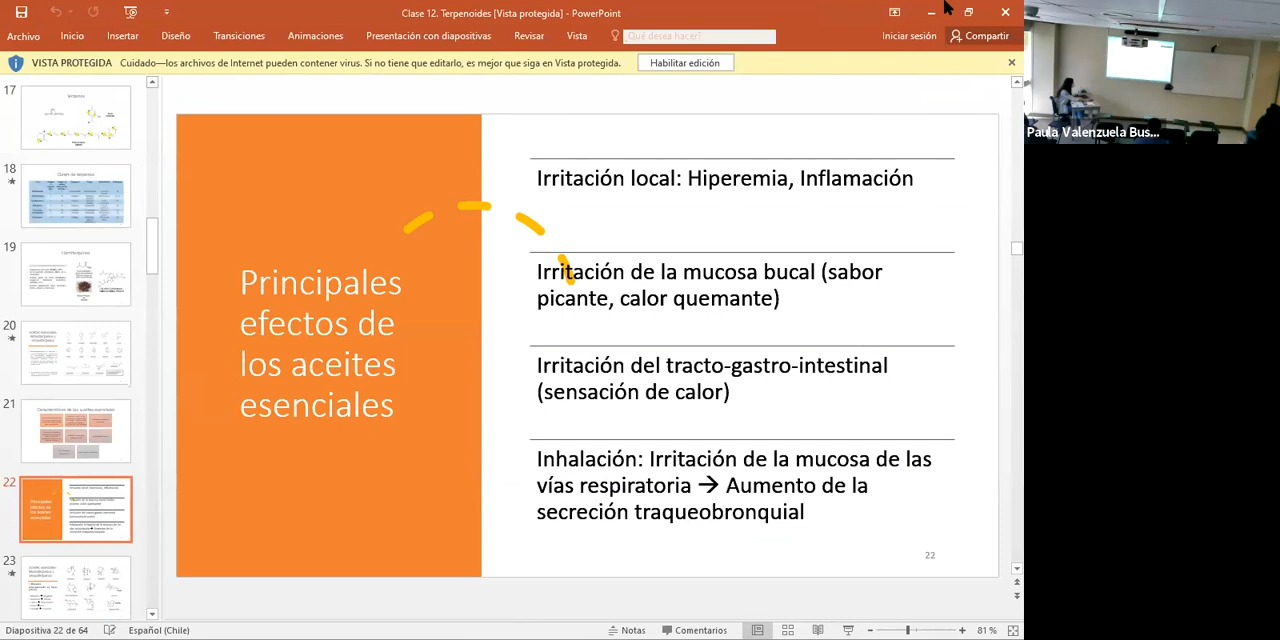 Clase 12. Terpenoides [Vista protegida] - PowerPoint
Archivo Inicio Insertar Diseño Transiciones Animaciones Presentación con diapositivas Revisar Vista ¿Qué desea hacer? Iniciar sesión Compartir
VISTA PROTEGIDA Cuidado—los archivos de Internet pueden contener virus. Si no tiene que editarlo, es mejor que siga en Vista protegida. Habilitar edición
17
18
19
20
21
22
23
Principales
efectos de
los aceites
esenciales
Irritación local: Hiperemia, Inflamación
Irritación de la mucosa bucal (sabor
picante, calor quemante)
Irritación del tracto-gastro-intestinal
(sensación de calor)
Inhalación: Irritación de la mucosa de las
vías respiratoria → Aumento de la
secreción traqueobronquial
22
Paula Valenzuela Bus...
Diapositiva 22 de 64 Español (Chile) Notas Comentarios 81 %